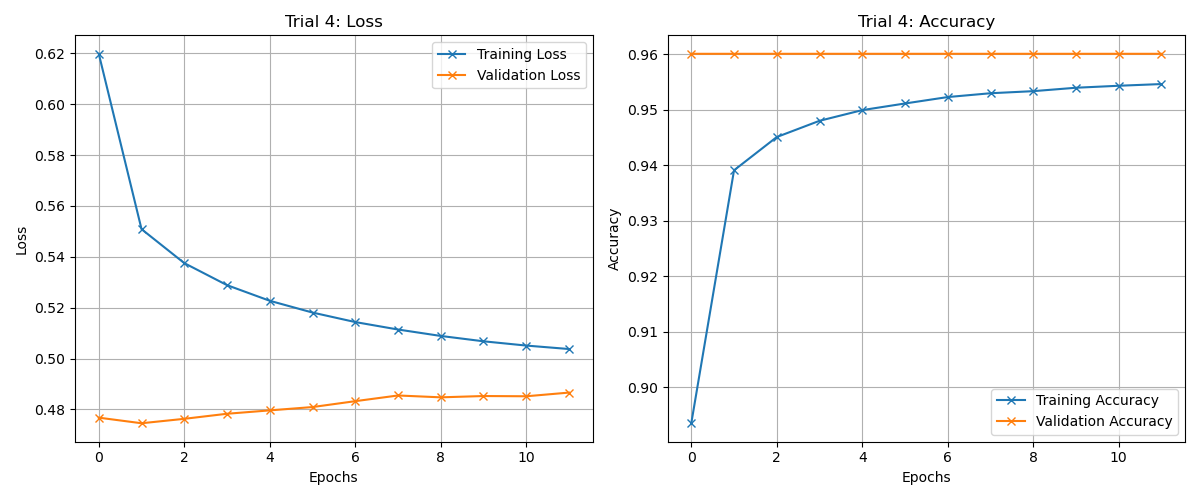 Trial 4: Loss
0.62
0.60
0.58
0.56
0.54
0.52
0.50
0.48
Loss
0 2 4 6 8 10
Epochs
Training Loss
Validation Loss
Trial 4: Accuracy
0.96
0.95
0.94
0.93
0.92
0.91
0.90
Accuracy
0 2 4 6 8 10
Epochs
Training Accuracy
Validation Accuracy